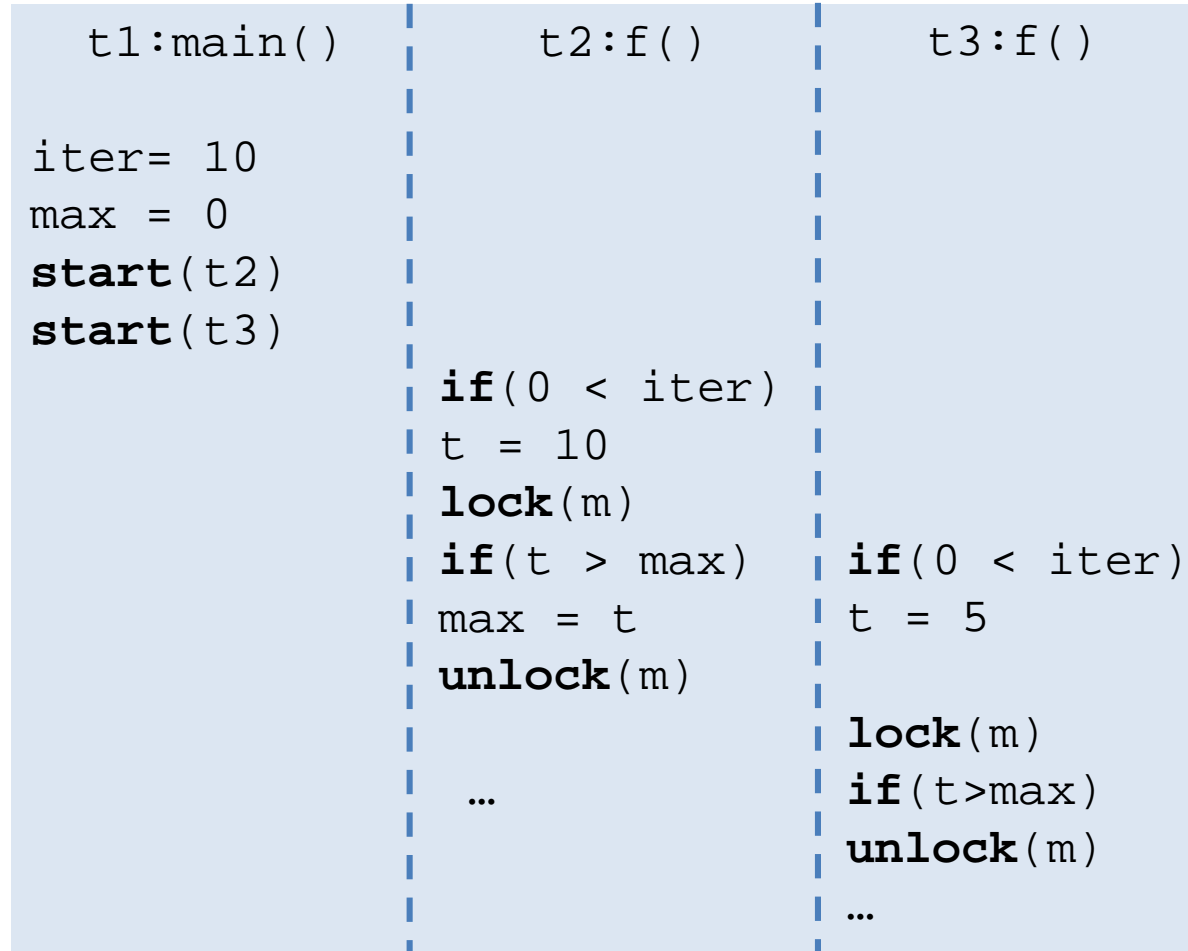 t1:main()
t2:f()
t3:f()
iter= 10
max = 0
start(t2)
start(t3)
if(0 < iter)
t = 10
lock(m)
if(t > max)
max = t
unlock(m)
…
if(0 < iter)
t = 5
lock(m)
if(t>max)
unlock(m)
…